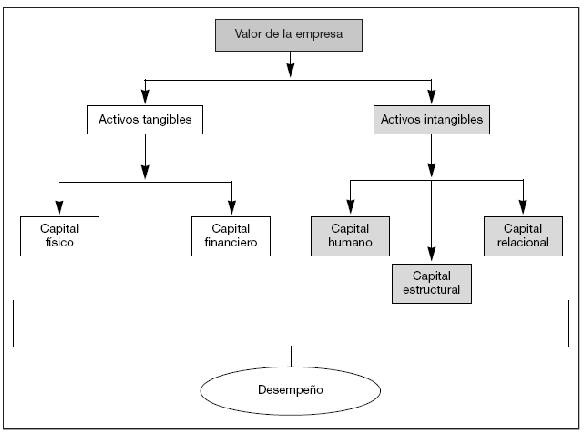 Valor de la empresa
Activos tangibles
Activos intangibles
Capital
físico
Capital
financiero
Capital
humano
Capital
relacional
Capital
estructural
Desempeño